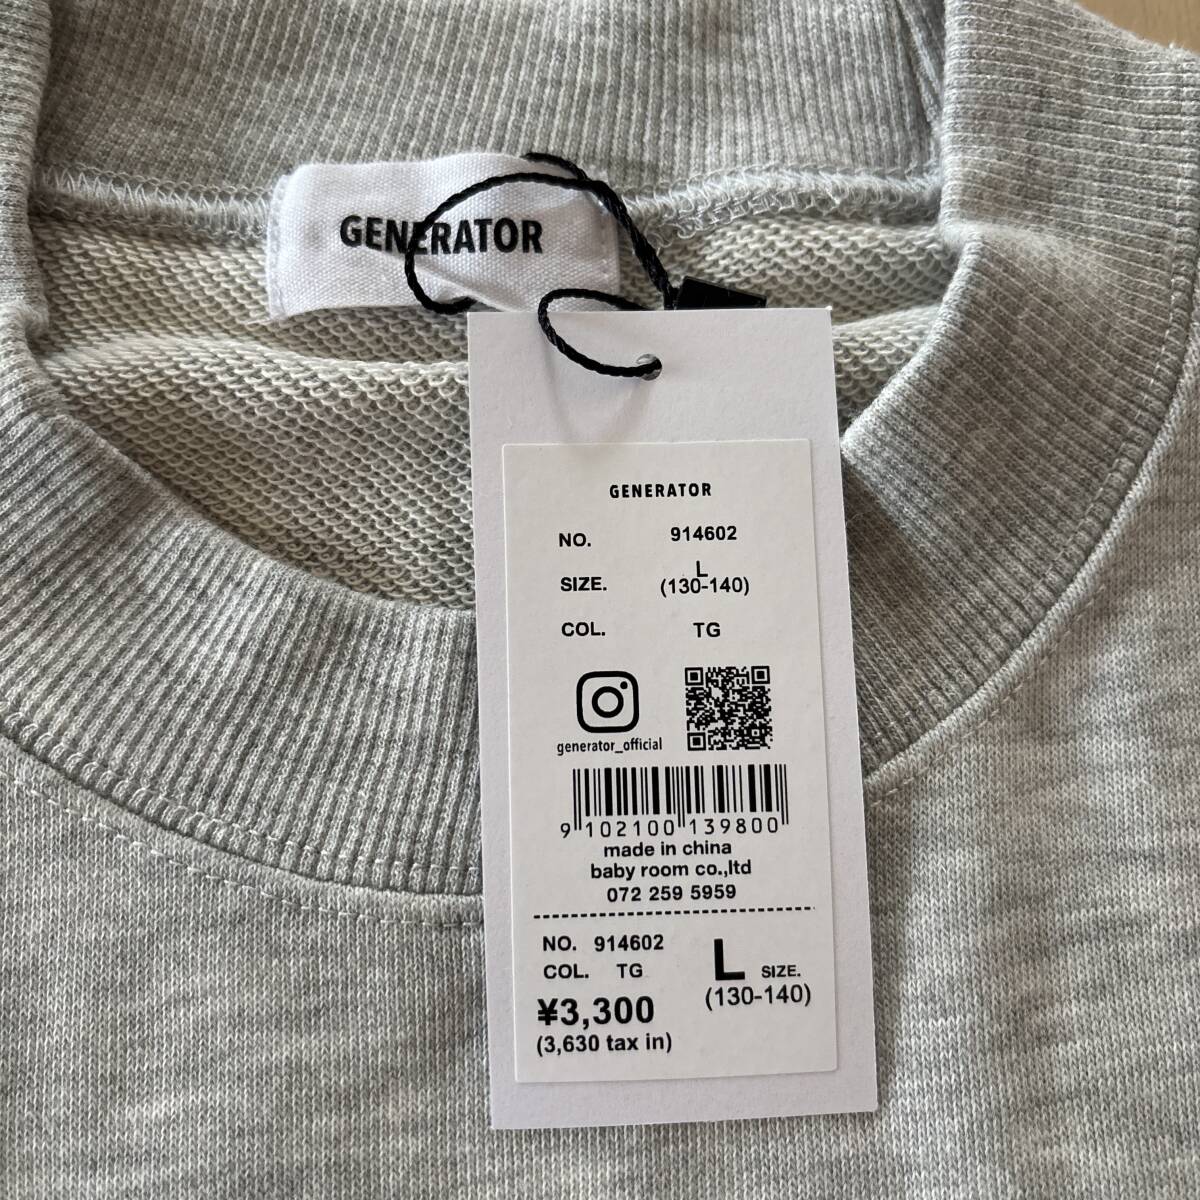 GENERATOR
GENERATOR
NO. 914602
SIZE. L
(130-140)
COL. TG
generator_official
9 102100 139800
made in china
baby room co.,ltd
072 259 5959
NO. 914602
COL. TG
L SIZE.
(130-140)
¥3,300
(3,630 tax in)